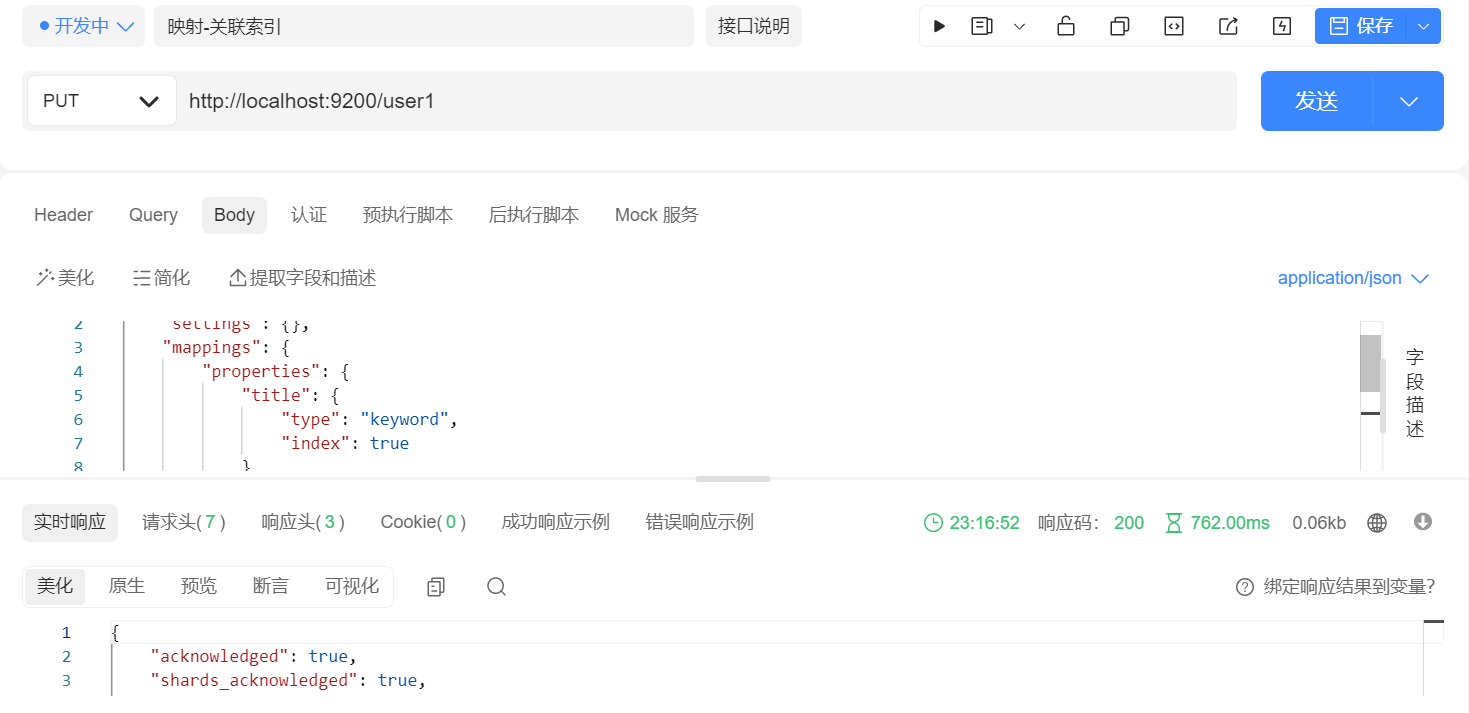 开发中 映射-关联索引 接口说明 保存
PUT http://localhost:9200/user1 发送
Header Query Body 认证 预执行脚本 后执行脚本 Mock 服务
美化 简化 提取字段和描述 application/json
2 "settings": {},
3 "mappings": {
4 "properties": {
5 "title": {
6 "type": "keyword",
7 "index": true
8 }
字段描述
实时响应 请求头(7) 响应头(3) Cookie(0) 成功响应示例 错误响应示例 23:16:52 响应码: 200 762.00ms 0.06kb
美化 原生 预览 断言 可视化 绑定响应结果到变量?
1 {
2 "acknowledged": true,
3 "shards_acknowledged": true,